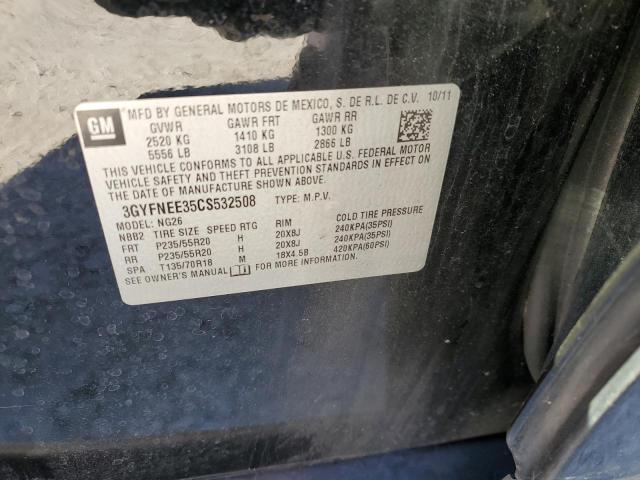 GM
MFD BY GENERAL MOTORS DE MEXICO, S. DE R.L. DE C.V. 10/11
GVWR GAWR FRT GAWR RR
2520 KG 1410 KG 1300 KG
5556 LB 3108 LB 2866 LB
THIS VEHICLE CONFORMS TO ALL APPLICABLE U.S. FEDERAL MOTOR
VEHICLE SAFETY AND THEFT PREVENTION STANDARDS IN EFFECT ON
THE DATE OF MANUFACTURE SHOWN ABOVE.
3GYFNEE35CS532508 TYPE: M.P.V.
MODEL: NG26
NBB2 TIRE SIZE SPEED RTG RIM COLD TIRE PRESSURE
FRT P235/55R20 H 20X8J 240KPA(35PSI)
RR P235/55R20 H 20X8J 240KPA(35PSI)
SPA T135/70R18 M 18X4.5B 420KPA(60PSI)
SEE OWNER'S MANUAL FOR MORE INFORMATION.